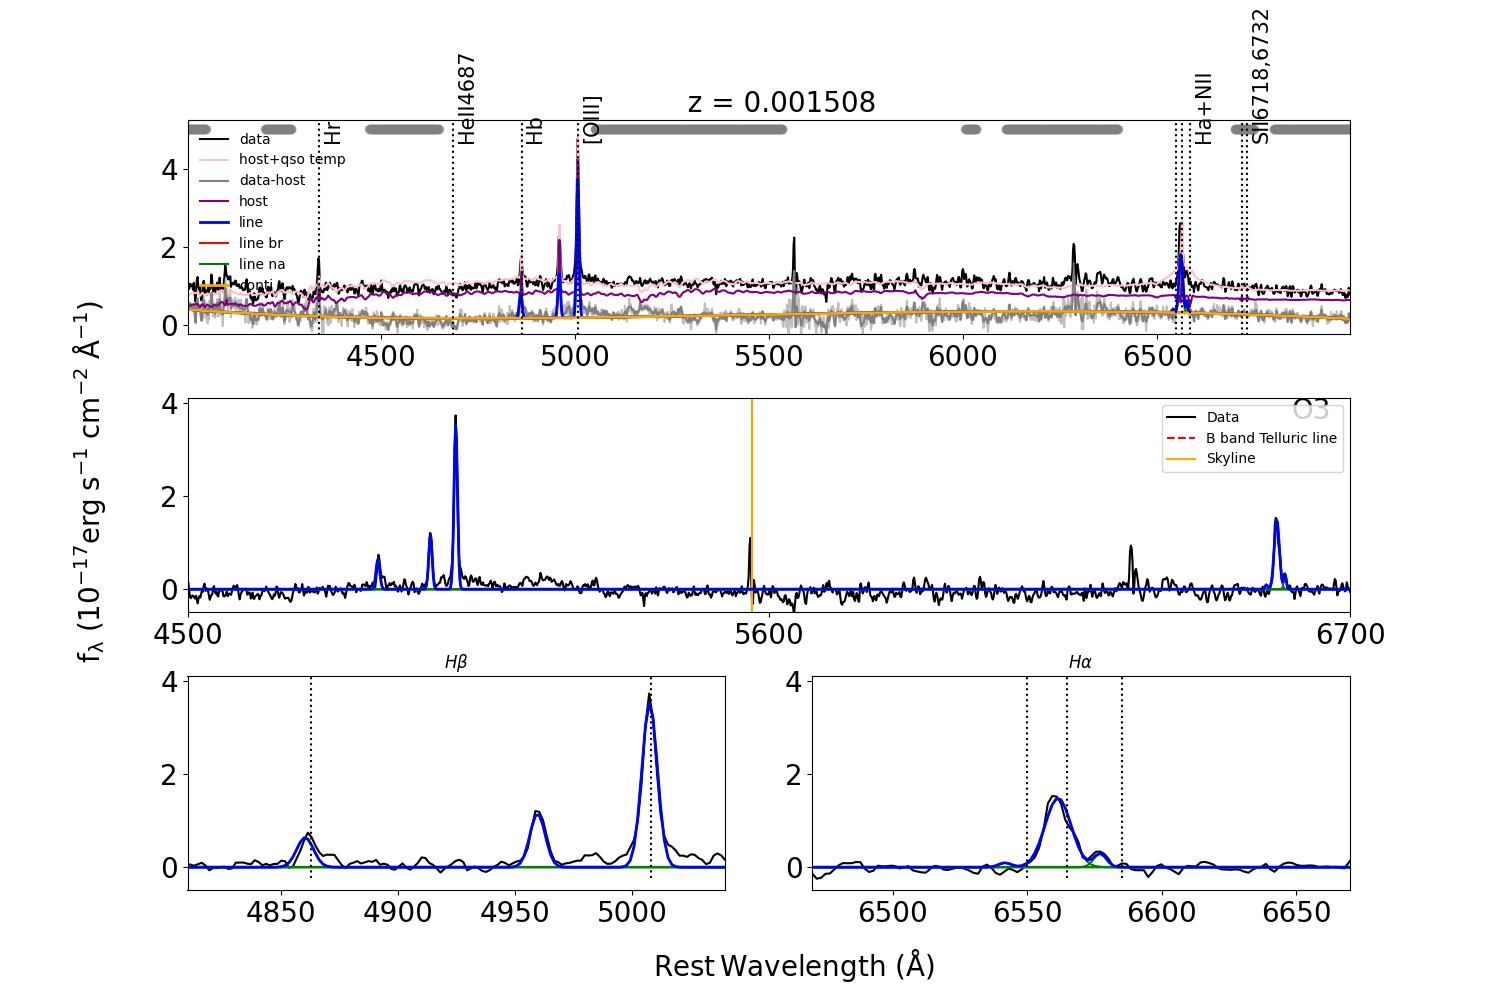 z = 0.001508
Hr
HeII4687
Hb
[OIII]
Ha+NII
SII6718,6732
data
host+qso temp
data-host
host
line
line br
line na
conti
4
2
0
4500
5000
5500
6000
6500
O3
Data
B band Telluric line
Skyline
4
2
0
4500
5600
6700
Hβ
4
2
0
4850
4900
4950
5000
Hα
4
2
0
6500
6550
6600
6650
fλ (10−17erg s−1 cm−2 Å−1)
Rest Wavelength (Å)